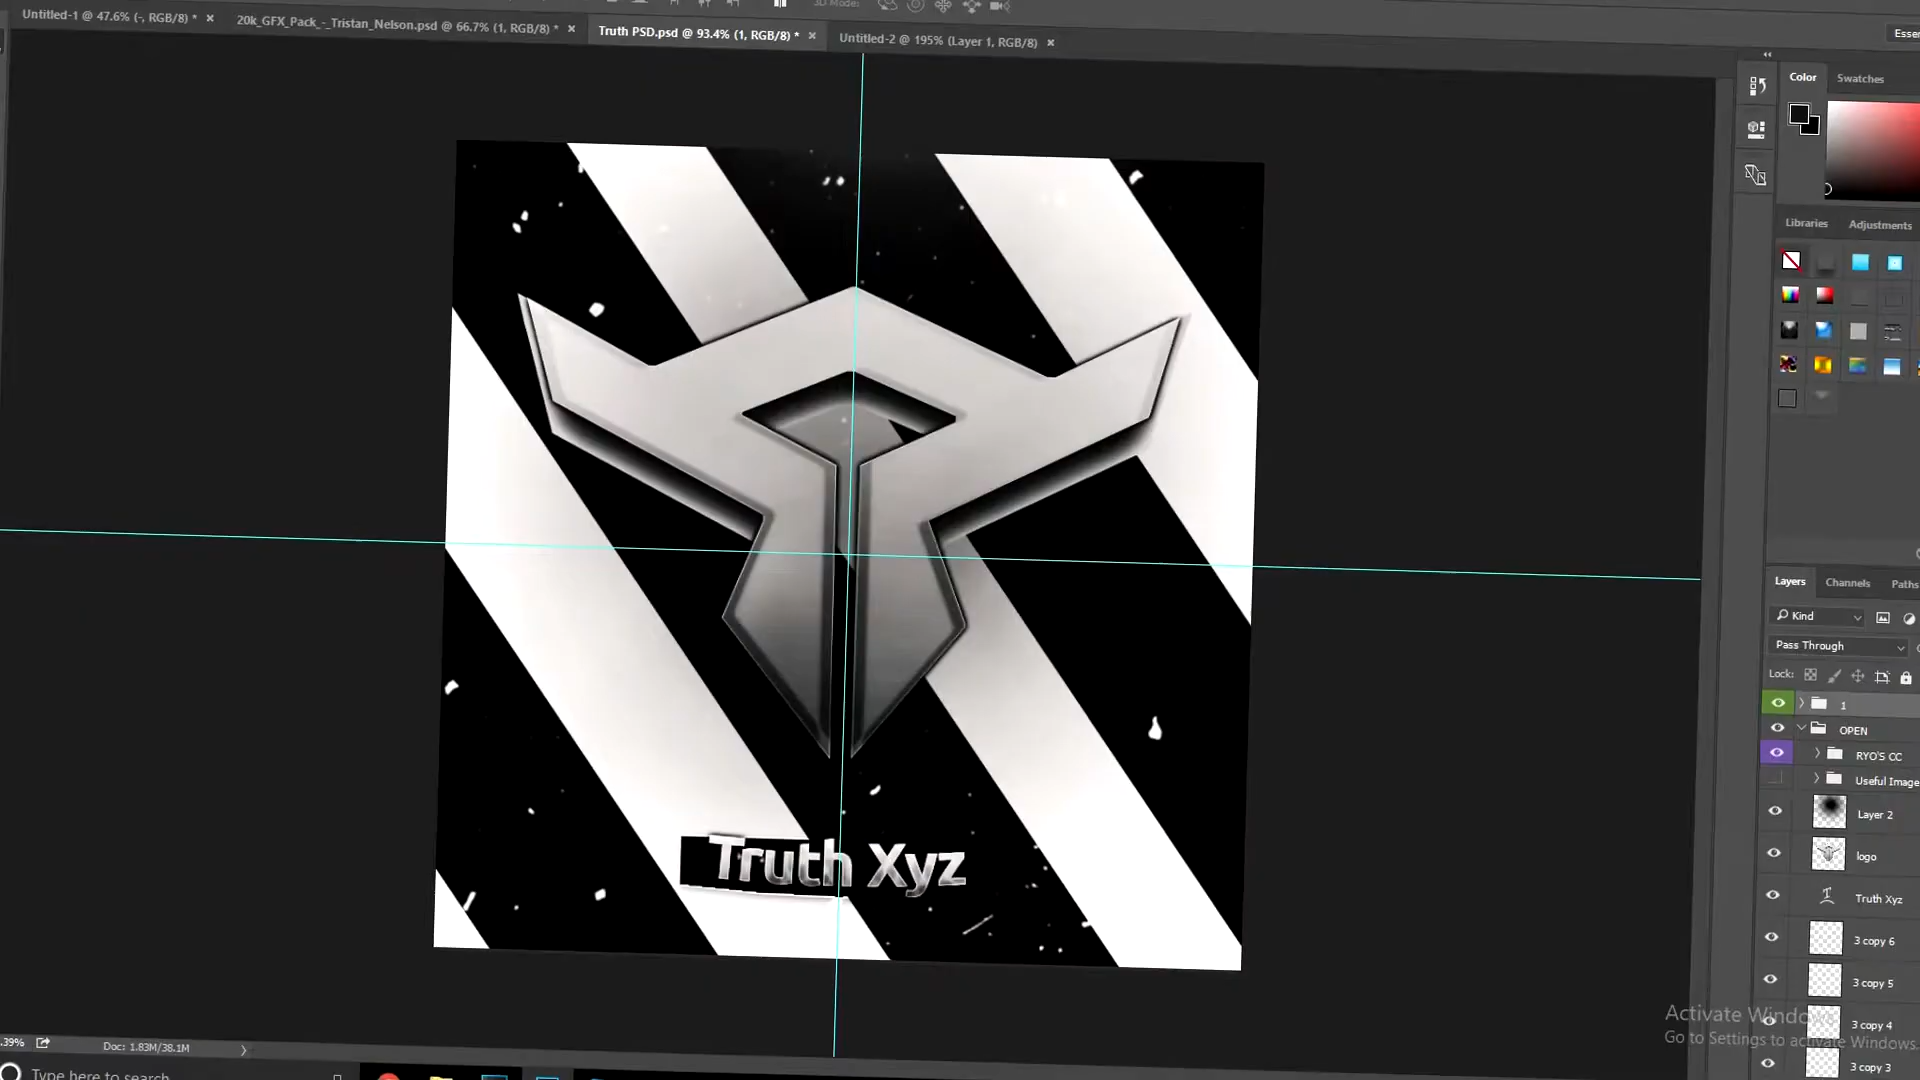 3D Mode:
Untitled-1 @ 47.6% (-, RGB/8) *
20k_GFX_Pack_-_Tristan_Nelson.psd @ 66.7% (1, RGB/8) *
Truth PSD.psd @ 93.4% (1, RGB/8) *
Untitled-2 @ 195% (Layer 1, RGB/8)
Color
Swatches
Libraries
Adjustments
Layers
Channels
Paths
Kind
Pass Through
Lock:
1
OPEN
RYO'S CC
Useful Image
Layer 2
logo
Truth Xyz
3 copy 6
3 copy 5
3 copy 4
3 copy 3
Truth Xyz
Activate Windows
Go to Settings to activate Windows.
.39%
Doc: 1.83M/38.1M
Type here to search